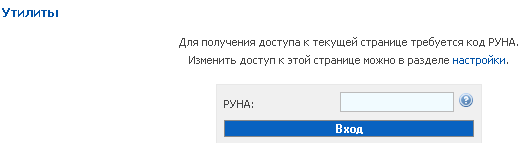 Утилиты
Для получения доступа к текущей странице требуется код РУНА.
Изменить доступ к этой странице можно в разделе настройки.
РУНА:
Вход